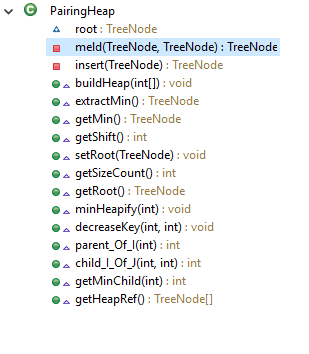 PairingHeap
root : TreeNode
meld(TreeNode, TreeNode) : TreeNode
insert(TreeNode) : TreeNode
buildHeap(int[]) : void
extractMin() : TreeNode
getMin() : TreeNode
getShift() : int
setRoot(TreeNode) : void
getSizeCount() : int
getRoot() : TreeNode
minHeapify(int) : void
decreaseKey(int, int) : void
parent_Of_I(int) : int
child_I_Of_J(int, int) : int
getMinChild(int) : int
getHeapRef() : TreeNode[]